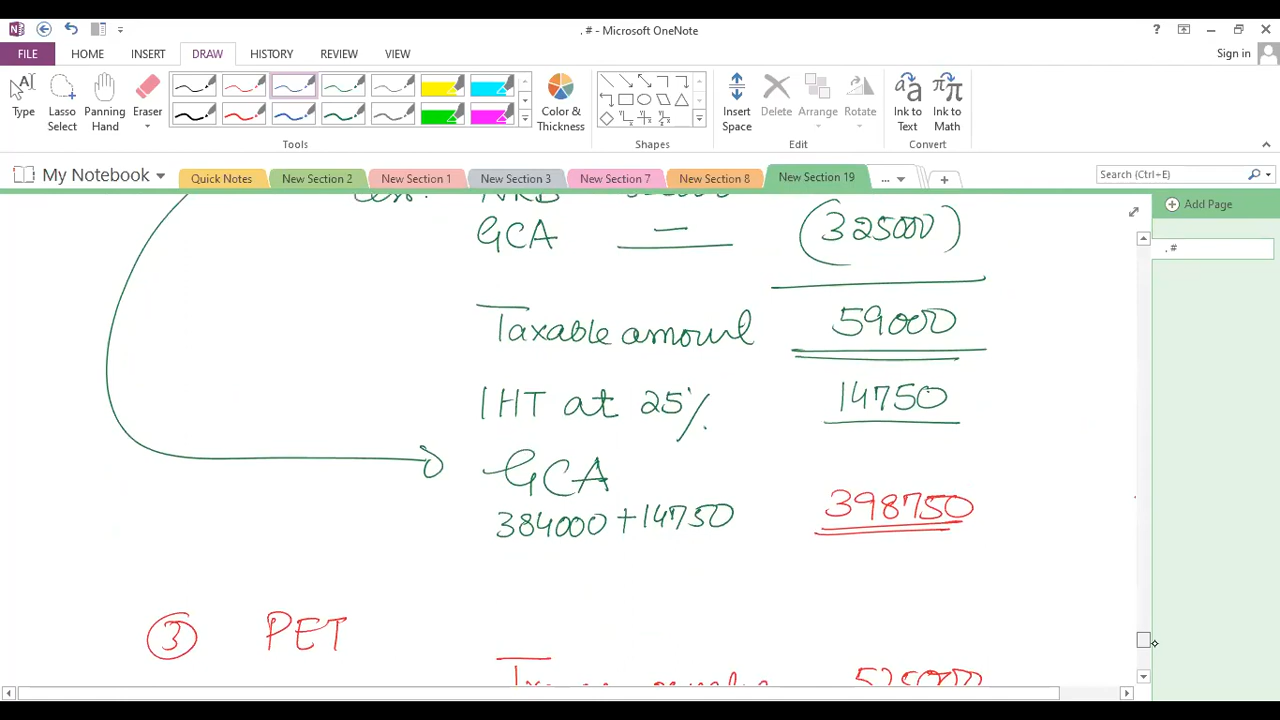 . # - Microsoft OneNote
? 
FILE HOME INSERT DRAW HISTORY REVIEW VIEW
Sign in
Type
Lasso Select
Panning Hand
Eraser
Color & Thickness
Insert Space
Delete
Arrange
Rotate
Ink to Text
Ink to Math
Tools
Shapes
Edit
Convert
My Notebook
Quick Notes New Section 2 New Section 1 New Section 3 New Section 7 New Section 8 New Section 19 ... +
Search (Ctrl+E)
Add Page
. #
NRB
GCA — (325000)
Taxable amount 59000
IHT at 25% 14750
GCA
384000 + 14750 398750
③ PET